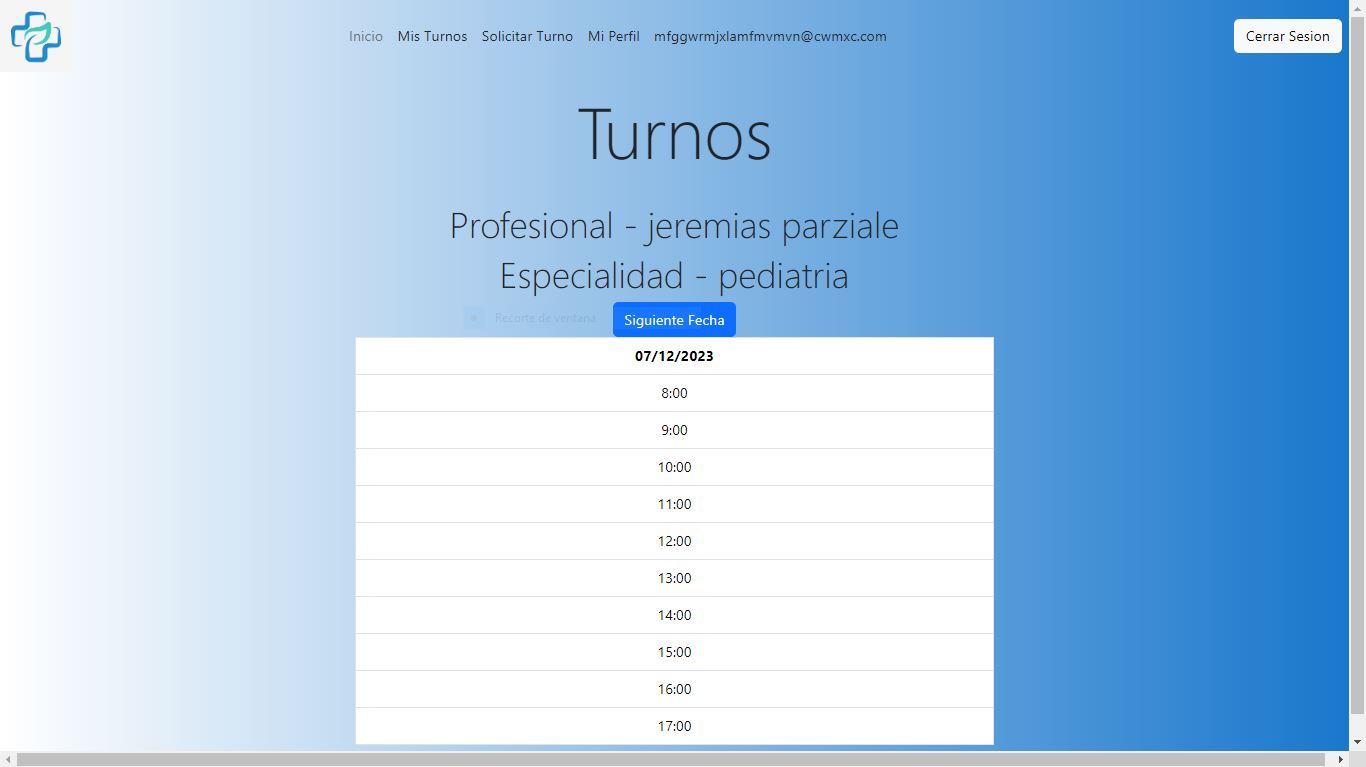 Inicio Mis Turnos Solicitar Turno Mi Perfil mfggwrmjxlamfmvmvn@cwmxc.com Cerrar Sesion
Turnos
Profesional - jeremias parziale
Especialidad - pediatria
Recorte de ventana Siguiente Fecha
07/12/2023
8:00
9:00
10:00
11:00
12:00
13:00
14:00
15:00
16:00
17:00